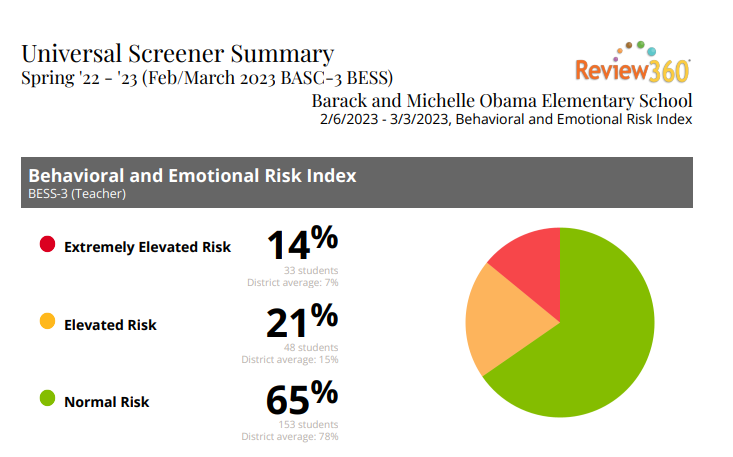 Universal Screener Summary
Spring '22 - '23 (Feb/March 2023 BASC-3 BESS)
Review360°
Barack and Michelle Obama Elementary School
2/6/2023 - 3/3/2023, Behavioral and Emotional Risk Index
Behavioral and Emotional Risk Index
BESS-3 (Teacher)
Extremely Elevated Risk
14%
33 students
District average: 7%
Elevated Risk
21%
48 students
District average: 15%
Normal Risk
65%
153 students
District average: 78%